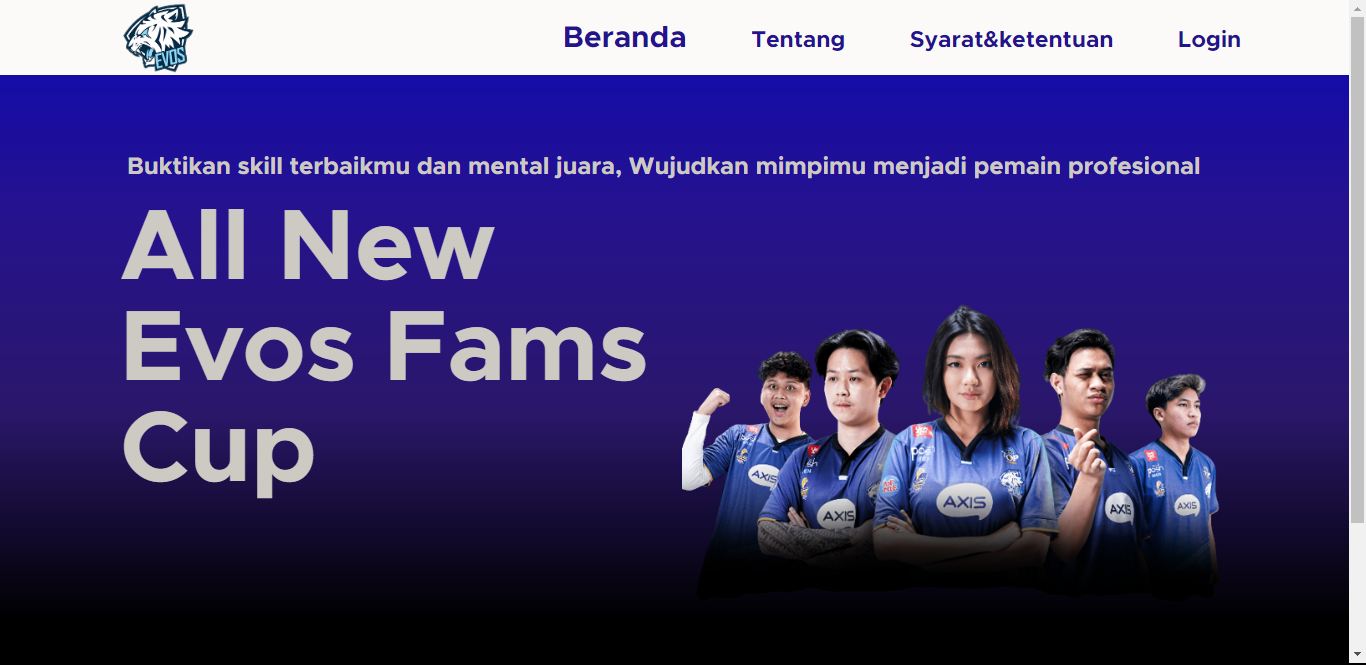 EVOS
Beranda Tentang Syarat&ketentuan Login
Buktikan skill terbaikmu dan mental juara, Wujudkan mimpimu menjadi pemain profesional
All New
Evos Fams
Cup
AXIS
AXIS
AXIS
AXIS
AXIS